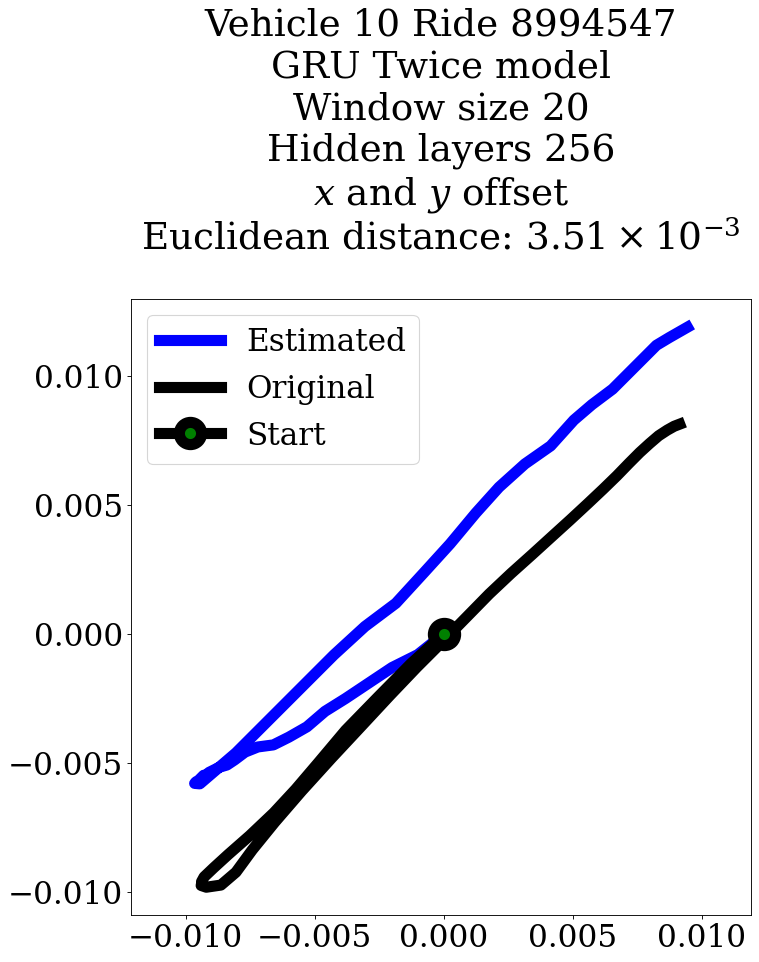 Vehicle 10 Ride 8994547
GRU Twice model
Window size 20
Hidden layers 256
x and y offset
Euclidean distance: 3.51 × 10⁻³
Estimated
Original
Start
0.010
0.005
0.000
−0.005
−0.010
−0.010 −0.005 0.000 0.005 0.010